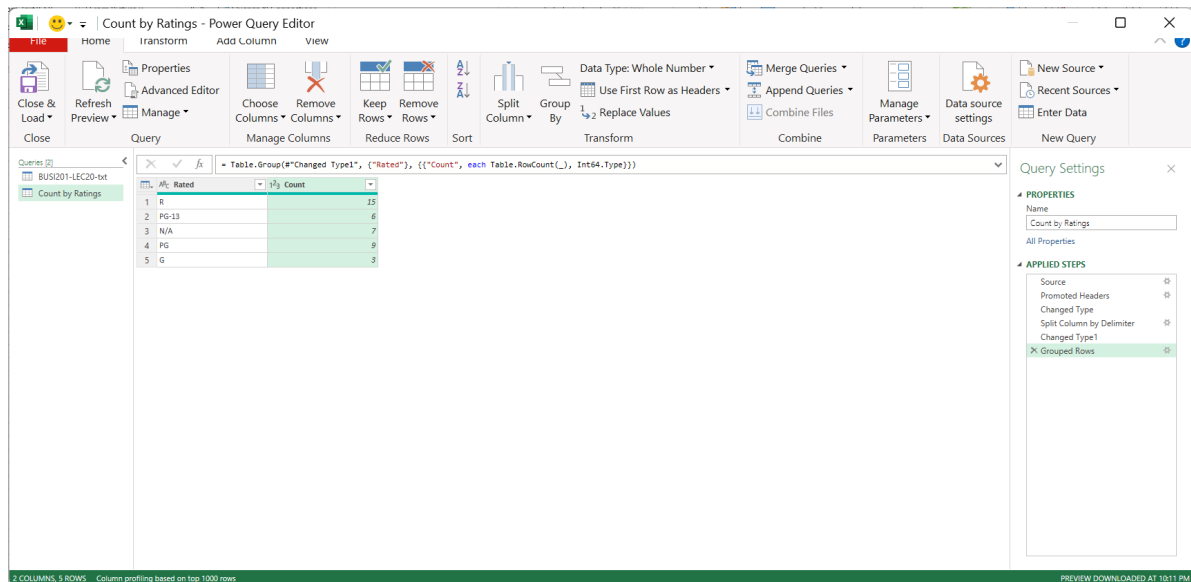 Count by Ratings - Power Query Editor
File Home Transform Add Column View
Close & Load
Close
Refresh Preview
Properties
Advanced Editor
Manage
Query
Choose Columns
Remove Columns
Manage Columns
Keep Rows
Remove Rows
Reduce Rows
Sort
Split Column
Group By
Data Type: Whole Number
Use First Row as Headers
Replace Values
Transform
Merge Queries
Append Queries
Combine Files
Combine
Manage Parameters
Parameters
Data source settings
Data Sources
New Source
Recent Sources
Enter Data
New Query
Queries [2]
BUSI201-LEC20-txt
Count by Ratings
fx = Table.Group(#"Changed Type1", {"Rated"}, {{"Count", each Table.RowCount(_), Int64.Type}})
Rated Count
1 R 15
2 PG-13 6
3 N/A 7
4 PG 9
5 G 3
Query Settings
PROPERTIES
Name
Count by Ratings
All Properties
APPLIED STEPS
Source
Promoted Headers
Changed Type
Split Column by Delimiter
Changed Type1
Grouped Rows
2 COLUMNS, 5 ROWS Column profiling based on top 1000 rows
PREVIEW DOWNLOADED AT 10:11 PM